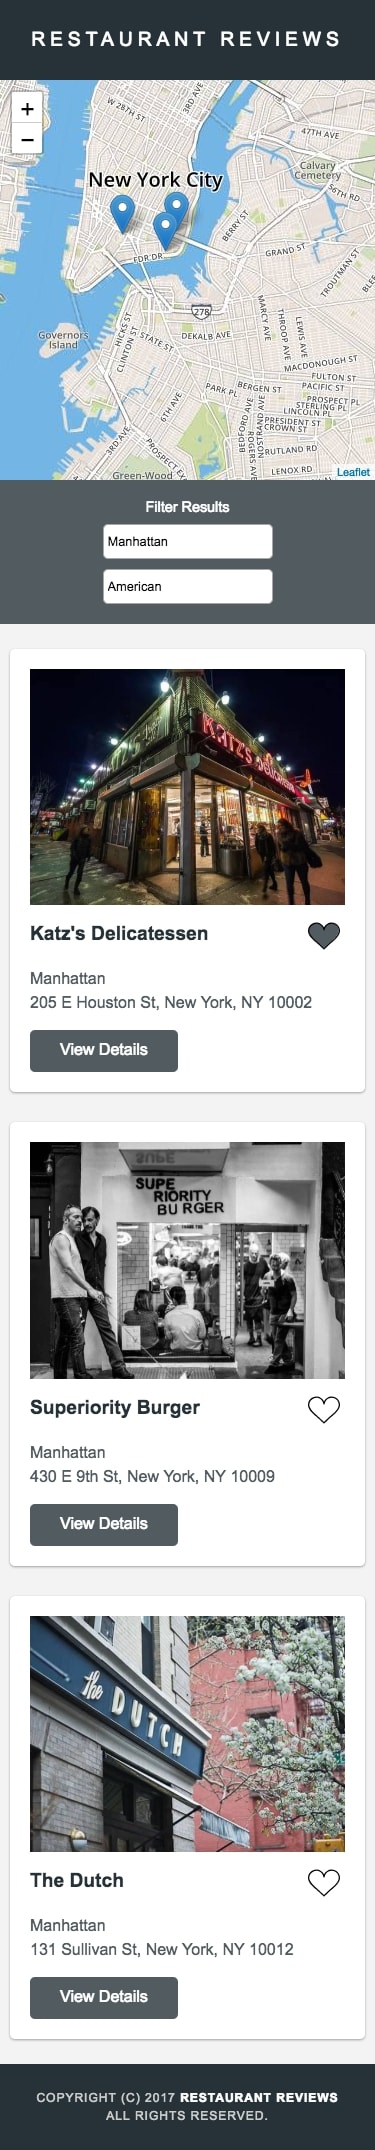 RESTAURANT REVIEWS
+
−
W 28TH ST
3RD AVE
47TH AVE
Calvary
Cemetery
56TH RD
New York City
BERRY ST
GRAND ST
TROUTMAN ST
FDR DR
278
Governors
Island
HICKS ST
CLINTON ST
STATE ST
DEKALB AVE
MARCY AVE
THROOP AVE
LEWIS AVE
MACDONOUGH ST
FULTON ST
PACIFIC ST
PARK PL
BERGEN ST
PROSPECT PL
STERLING PL
LINCOLN PL
PRESIDENT ST
CROWN ST
6TH AVE
3RD AVE
BEDFORD AVE
ROGERS AVE
NOSTRAND AVE
RUTLAND RD
PROSPECT EX
Green-Wood
LENOX RD
Leaflet
Filter Results
Manhattan
American
KATZ'S DELICATESSEN
Katz's Delicatessen
Manhattan
205 E Houston St, New York, NY 10002
View Details
SUPE
RIORITY
BURGER
Superiority Burger
Manhattan
430 E 9th St, New York, NY 10009
View Details
the DUTCH
The Dutch
Manhattan
131 Sullivan St, New York, NY 10012
View Details
COPYRIGHT (C) 2017 RESTAURANT REVIEWS
ALL RIGHTS RESERVED.